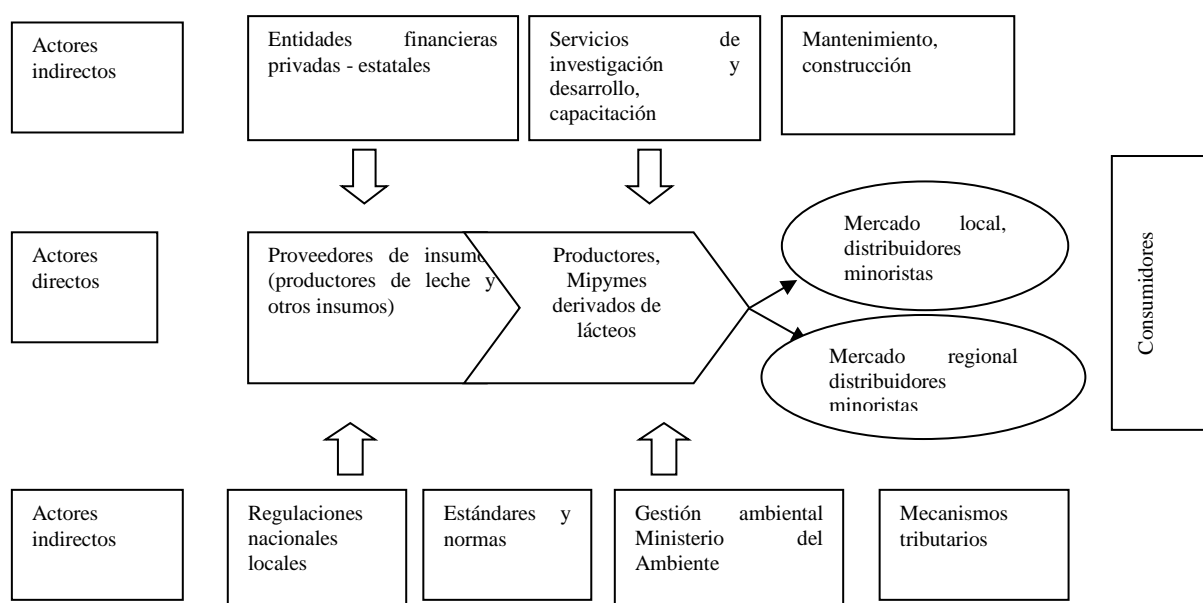 Actores
indirectos
Entidades financieras
privadas - estatales
Servicios de
investigación y
desarrollo,
capacitación
Mantenimiento,
construcción
Actores
directos
Proveedores de insumo
(productores de leche y
otros insumos)
Productores,
Mipymes
derivados de
lácteos
Mercado local,
distribuidores
minoristas
Mercado regional
distribuidores
minoristas
Consumidores
Actores
indirectos
Regulaciones
nacionales
locales
Estándares y
normas
Gestión ambiental
Ministerio del
Ambiente
Mecanismos
tributarios